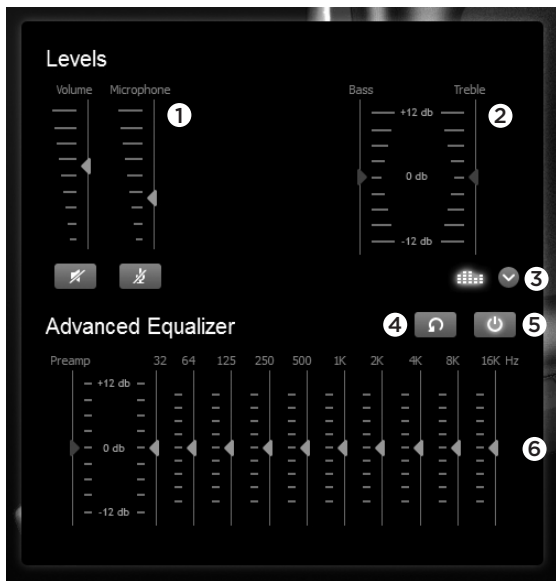 Levels
Volume Microphone Bass Treble
1 2
+12 db
0 db
-12 db
3
Advanced Equalizer 4 5
Preamp 32 64 125 250 500 1K 2K 4K 8K 16K Hz
+12 db
0 db 6
-12 db